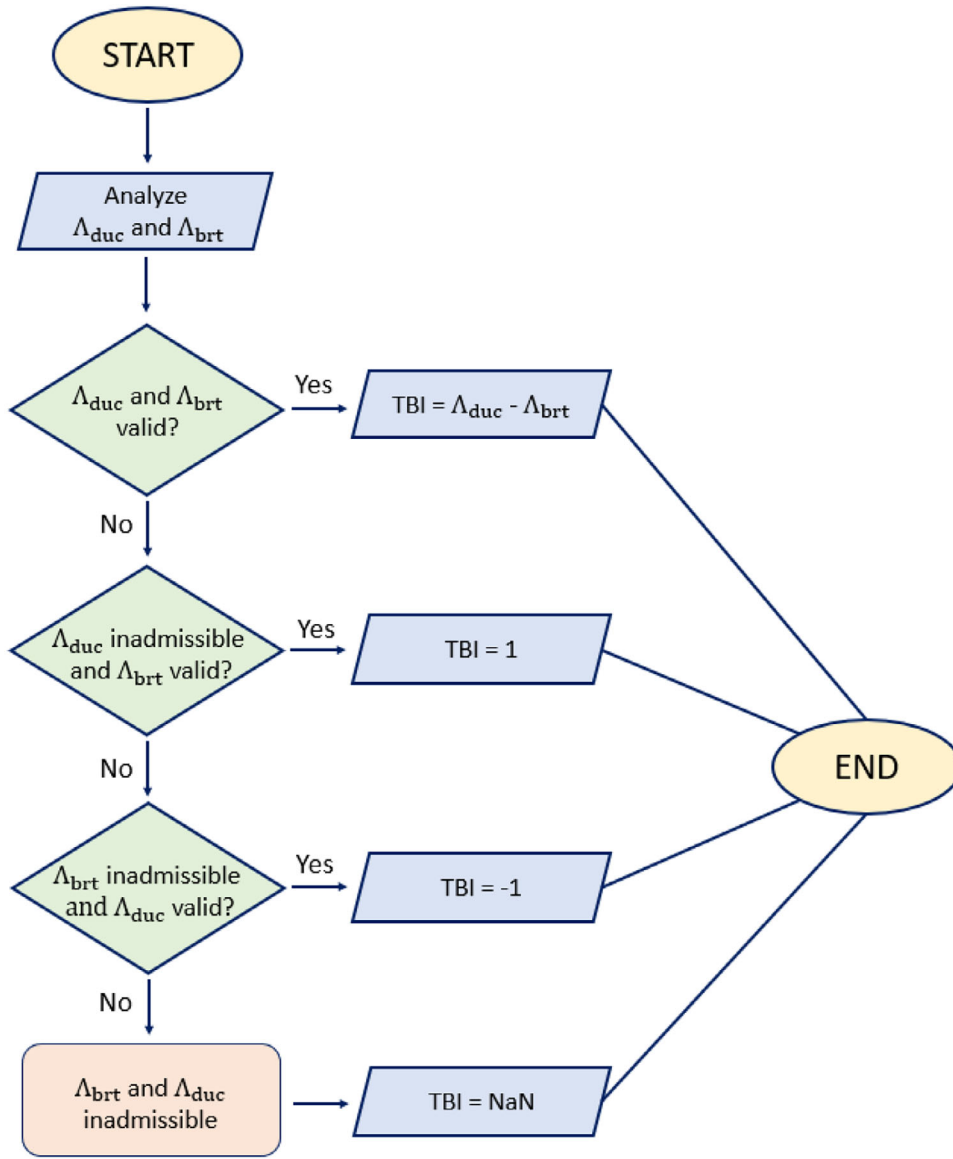 START
Analyze
Λduc and Λbrt
Λduc and Λbrt
valid?
Yes
TBI = Λduc - Λbrt
No
Λduc inadmissible
and Λbrt valid?
Yes
TBI = 1
No
END
Λbrt inadmissible
and Λduc valid?
Yes
TBI = -1
No
Λbrt and Λduc
inadmissible
TBI = NaN